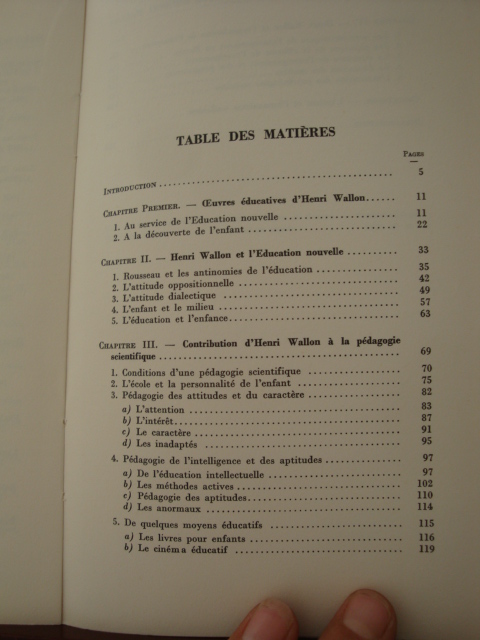 TABLE DES MATIÈRES
PAGES
INTRODUCTION .......... 5
CHAPITRE PREMIER. — Œuvres éducatives d'Henri Wallon...... 11
1. Au service de l'Education nouvelle .......... 11
2. A la découverte de l'enfant .......... 22
CHAPITRE II. — Henri Wallon et l'Education nouvelle .......... 33
1. Rousseau et les antinomies de l'éducation .......... 35
2. L'attitude oppositionnelle .......... 42
3. L'attitude dialectique .......... 49
4. L'enfant et le milieu .......... 57
5. L'éducation et l'enfance .......... 63
CHAPITRE III. — Contribution d'Henri Wallon à la pédagogie
scientifique .......... 69
1. Conditions d'une pédagogie scientifique .......... 70
2. L'école et la personnalité de l'enfant .......... 75
3. Pédagogie des attitudes et du caractère .......... 82
a) L'attention .......... 83
b) L'intérêt .......... 87
c) Le caractère .......... 91
d) Les inadaptés .......... 95
4. Pédagogie de l'intelligence et des aptitudes .......... 97
a) De l'éducation intellectuelle .......... 97
b) Les méthodes actives .......... 102
c) Pédagogie des aptitudes .......... 110
d) Les anormaux .......... 114
5. De quelques moyens éducatifs .......... 115
a) Les livres pour enfants .......... 116
b) Le cinéma éducatif .......... 119